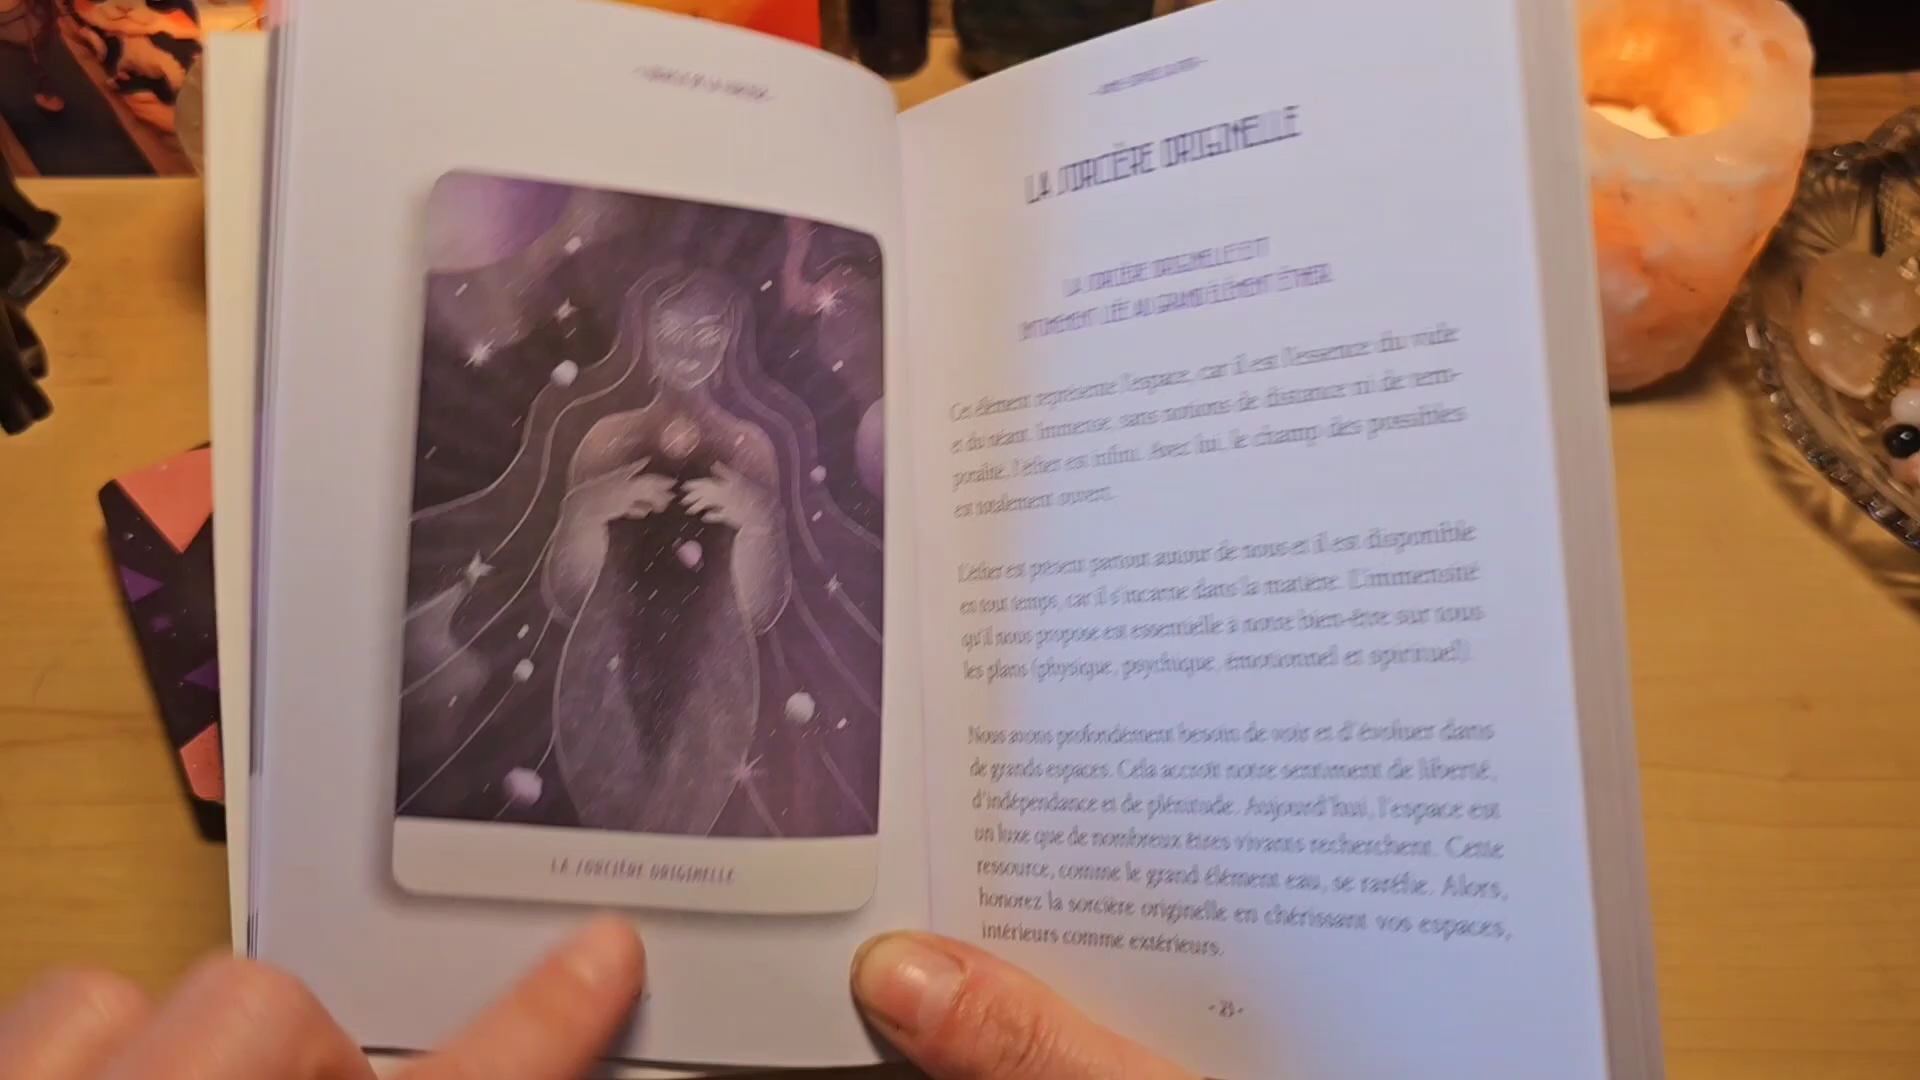 LA SORCIÈRE ORIGINELLE
LA SORCIÈRE ORIGINELLE
LA SORCIÈRE ORIGINELLE EST
INTIMEMENT LIÉE AU GRAND ÉLÉMENT ÉTHER.
Cet élément représente l'espace, car il est l'essence du vide
et du néant. Immense, sans notions de distance ni de tem-
poralité, l'éther est infini. Avec lui, le champ des possibles
est totalement ouvert.
L'éther est présent partout autour de nous et il est disponible
en tout temps, car il s'incarne dans la matière. L'immensité
qu'il nous propose est essentielle à notre bien-être sur tous
les plans (physique, psychique, émotionnel et spirituel).
Nous avons profondément besoin de voir et d'évoluer dans
de grands espaces. Cela accroît notre sentiment de liberté,
d'indépendance et de plénitude. Aujourd'hui, l'espace est
un luxe que de nombreux êtres vivants recherchent. Cette
ressource, comme le grand élément eau, se raréfie. Alors,
honorez la sorcière originelle en chérissant vos espaces,
intérieurs comme extérieurs.